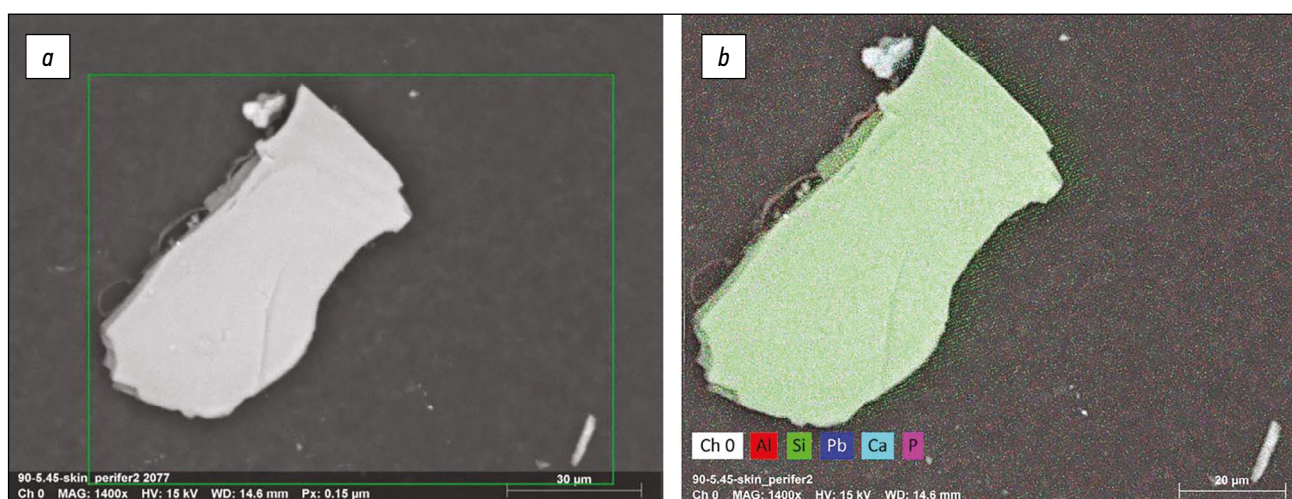 a
90-5.45-skin_perifer2 2077
Ch 0 MAG: 1400x HV: 15 kV WD: 14.6 mm Px: 0.15 µm
30 µm
b
Ch 0 Al Si Pb Ca P
90-5.45-skin_perifer2
Ch 0 MAG: 1400x HV: 15 kV WD: 14.6 mm
20 µm